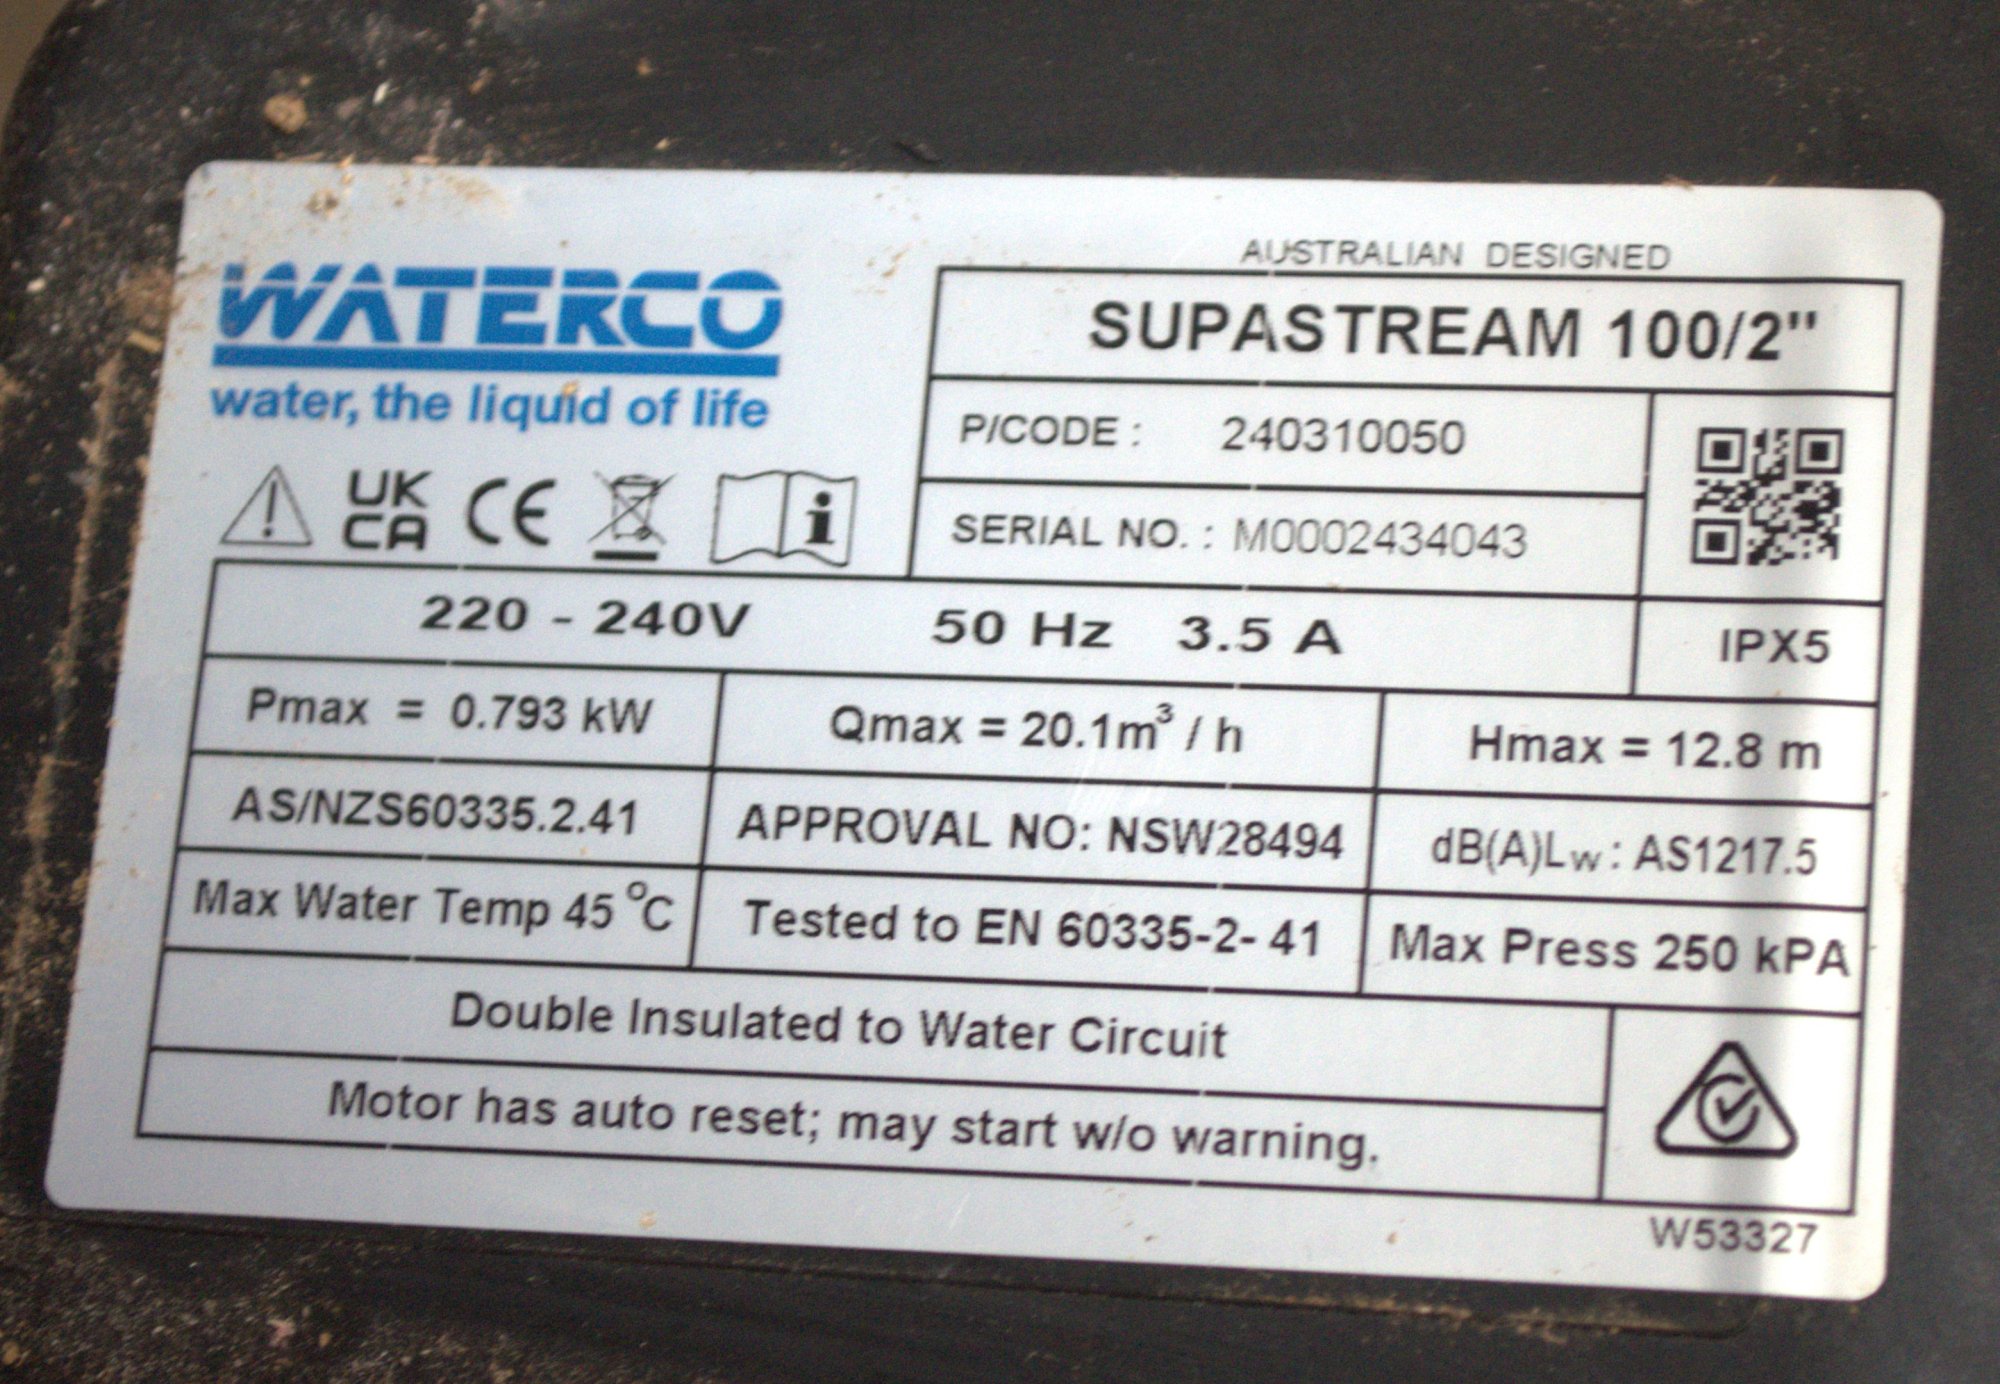 AUSTRALIAN DESIGNED
WATERCO
water, the liquid of life
SUPASTREAM 100/2"
P/CODE : 240310050
SERIAL NO. : M0002434043
UK
CA
CE
i
220 - 240V 50 Hz 3.5 A IPX5
Pmax = 0.793 kW Qmax = 20.1m³ / h Hmax = 12.8 m
AS/NZS60335.2.41 APPROVAL NO: NSW28494 dB(A)Lw: AS1217.5
Max Water Temp 45 °C Tested to EN 60335-2- 41 Max Press 250 kPA
Double Insulated to Water Circuit
Motor has auto reset; may start w/o warning.
W53327